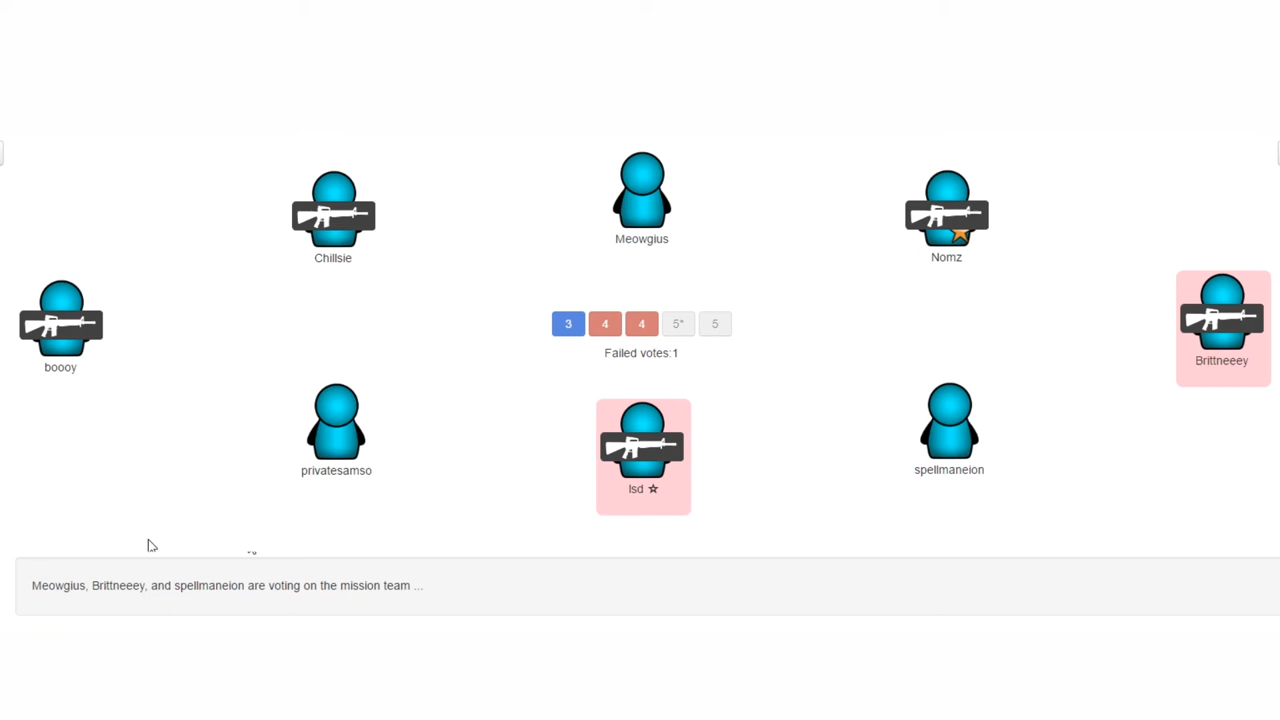 Meowgius
Chillsie
Nomz
3 4 4 5* 5
Failed votes:1
boooy
Brittneeey
privatesamso
spellmaneion
lsd ☆
Meowgius, Brittneeey, and spellmaneion are voting on the mission team ...